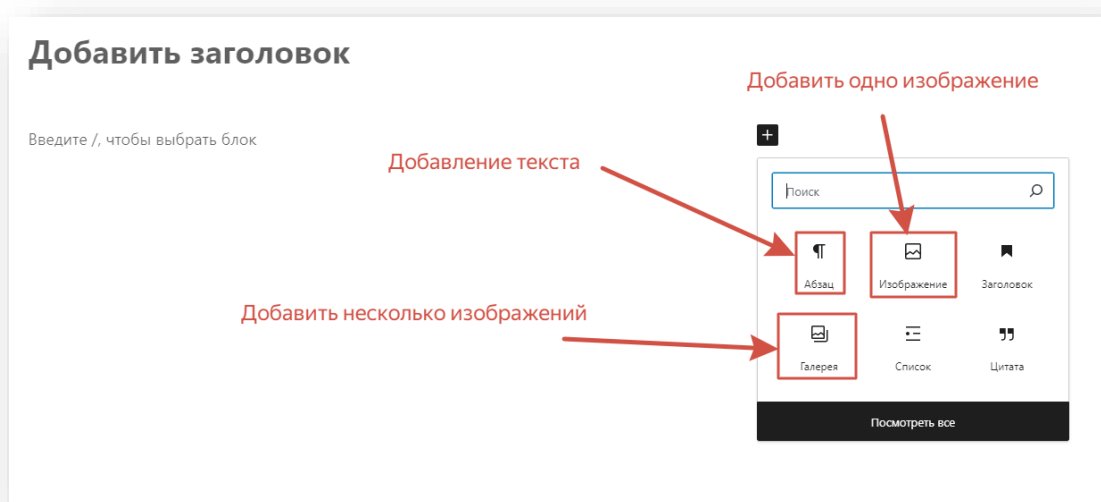 Добавить заголовок
Добавить одно изображение
Введите /, чтобы выбрать блок
Добавление текста
Поиск
Абзац
Изображение
Заголовок
Добавить несколько изображений
Галерея
Список
Цитата
Посмотреть все